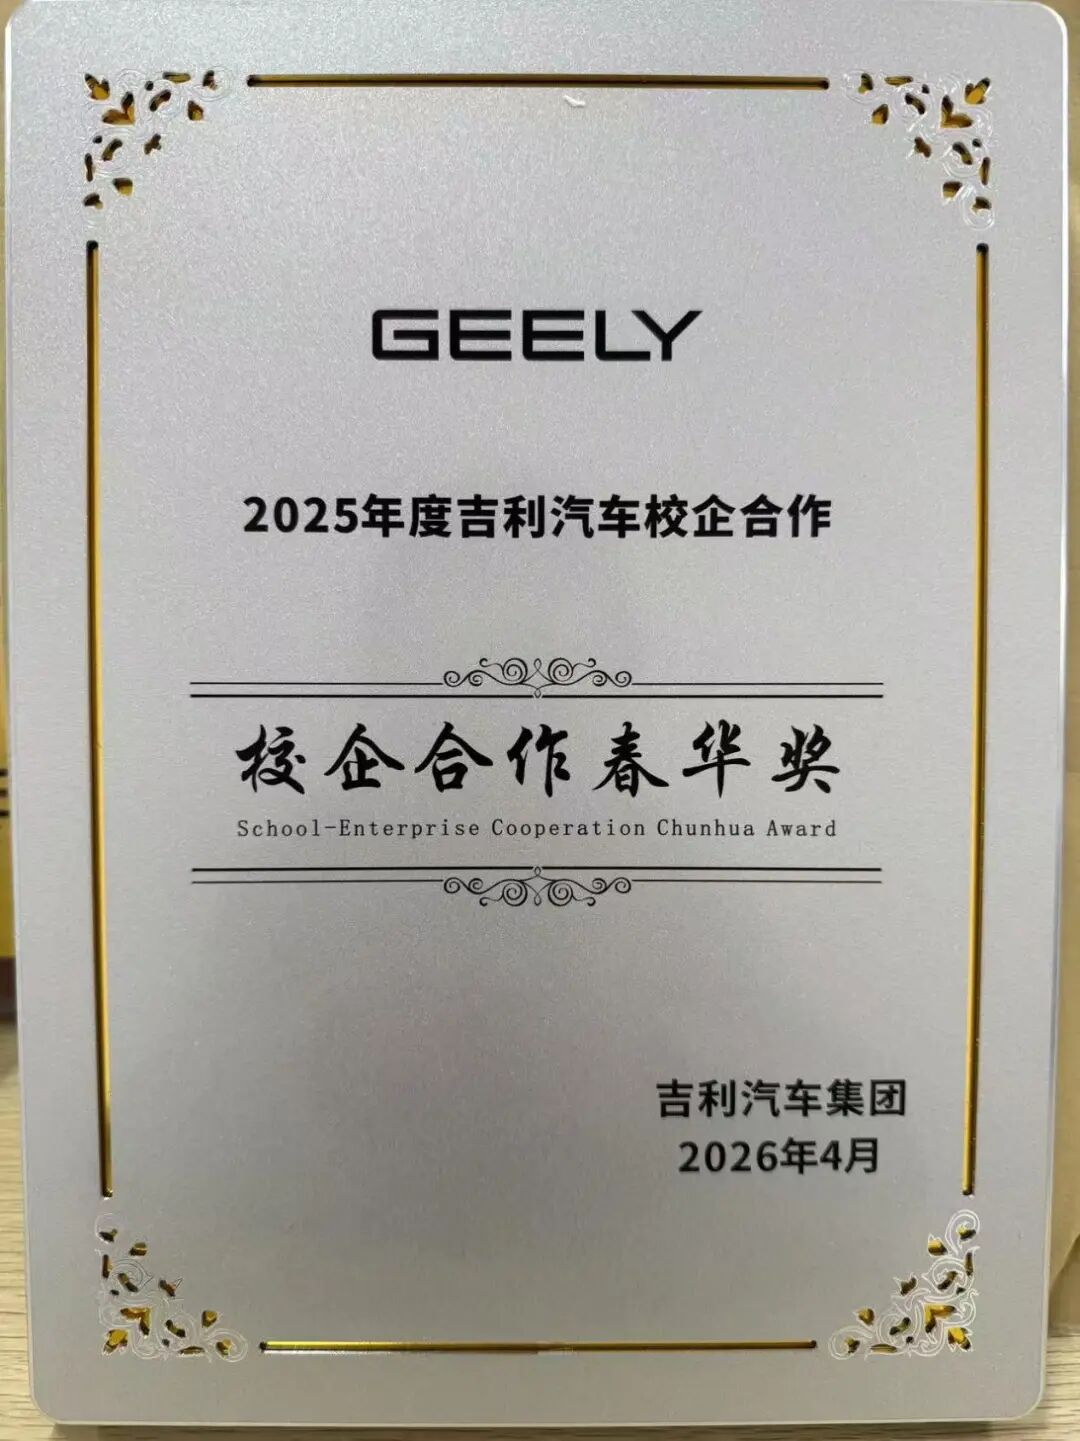 GEELY
2025年度吉利汽车校企合作
校企合作春华奖
School-Enterprise Cooperation Chunhua Award
吉利汽车集团
2026年4月